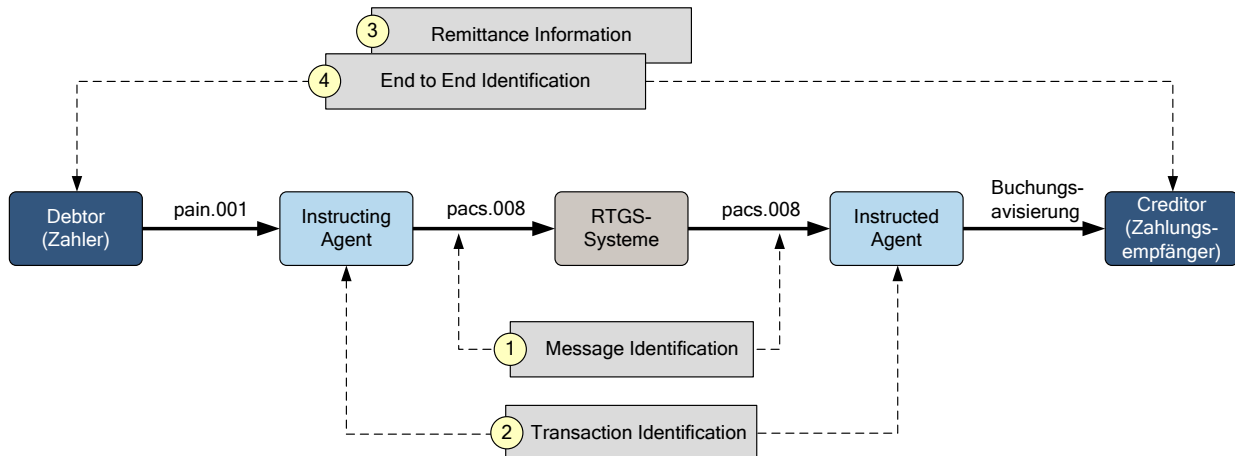 3
Remittance Information
4
End to End Identification
Debtor
(Zahler)
pain.001
Instructing
Agent
pacs.008
RTGS-
Systeme
pacs.008
Instructed
Agent
Buchungs-
avisierung
Creditor
(Zahlungs-
empfänger)
1
Message Identification
2
Transaction Identification